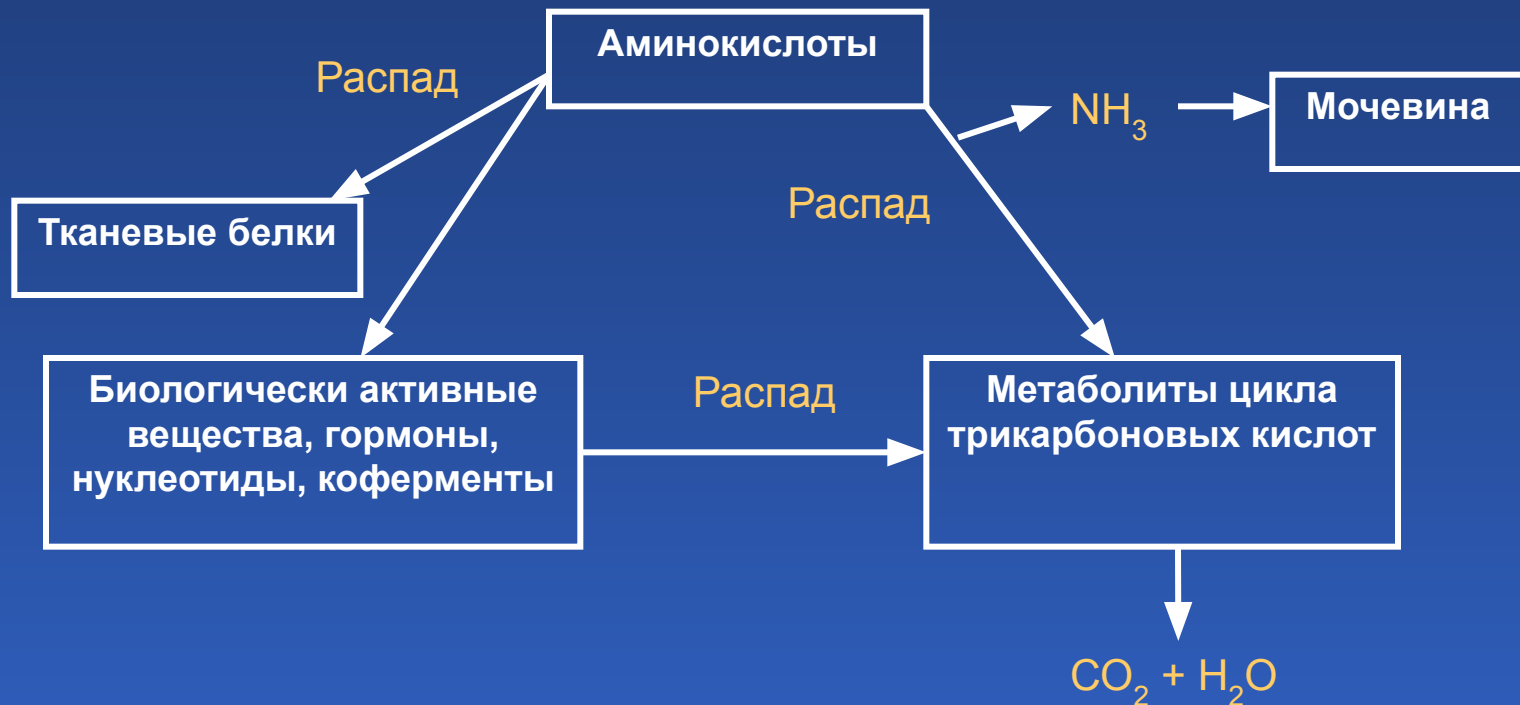 Аминокислоты
Распад
NH₃
Мочевина
Распад
Тканевые белки
Биологически активные
вещества, гормоны,
нуклеотиды, коферменты
Распад
Метаболиты цикла
трикарбоновых кислот
CO₂ + H₂O